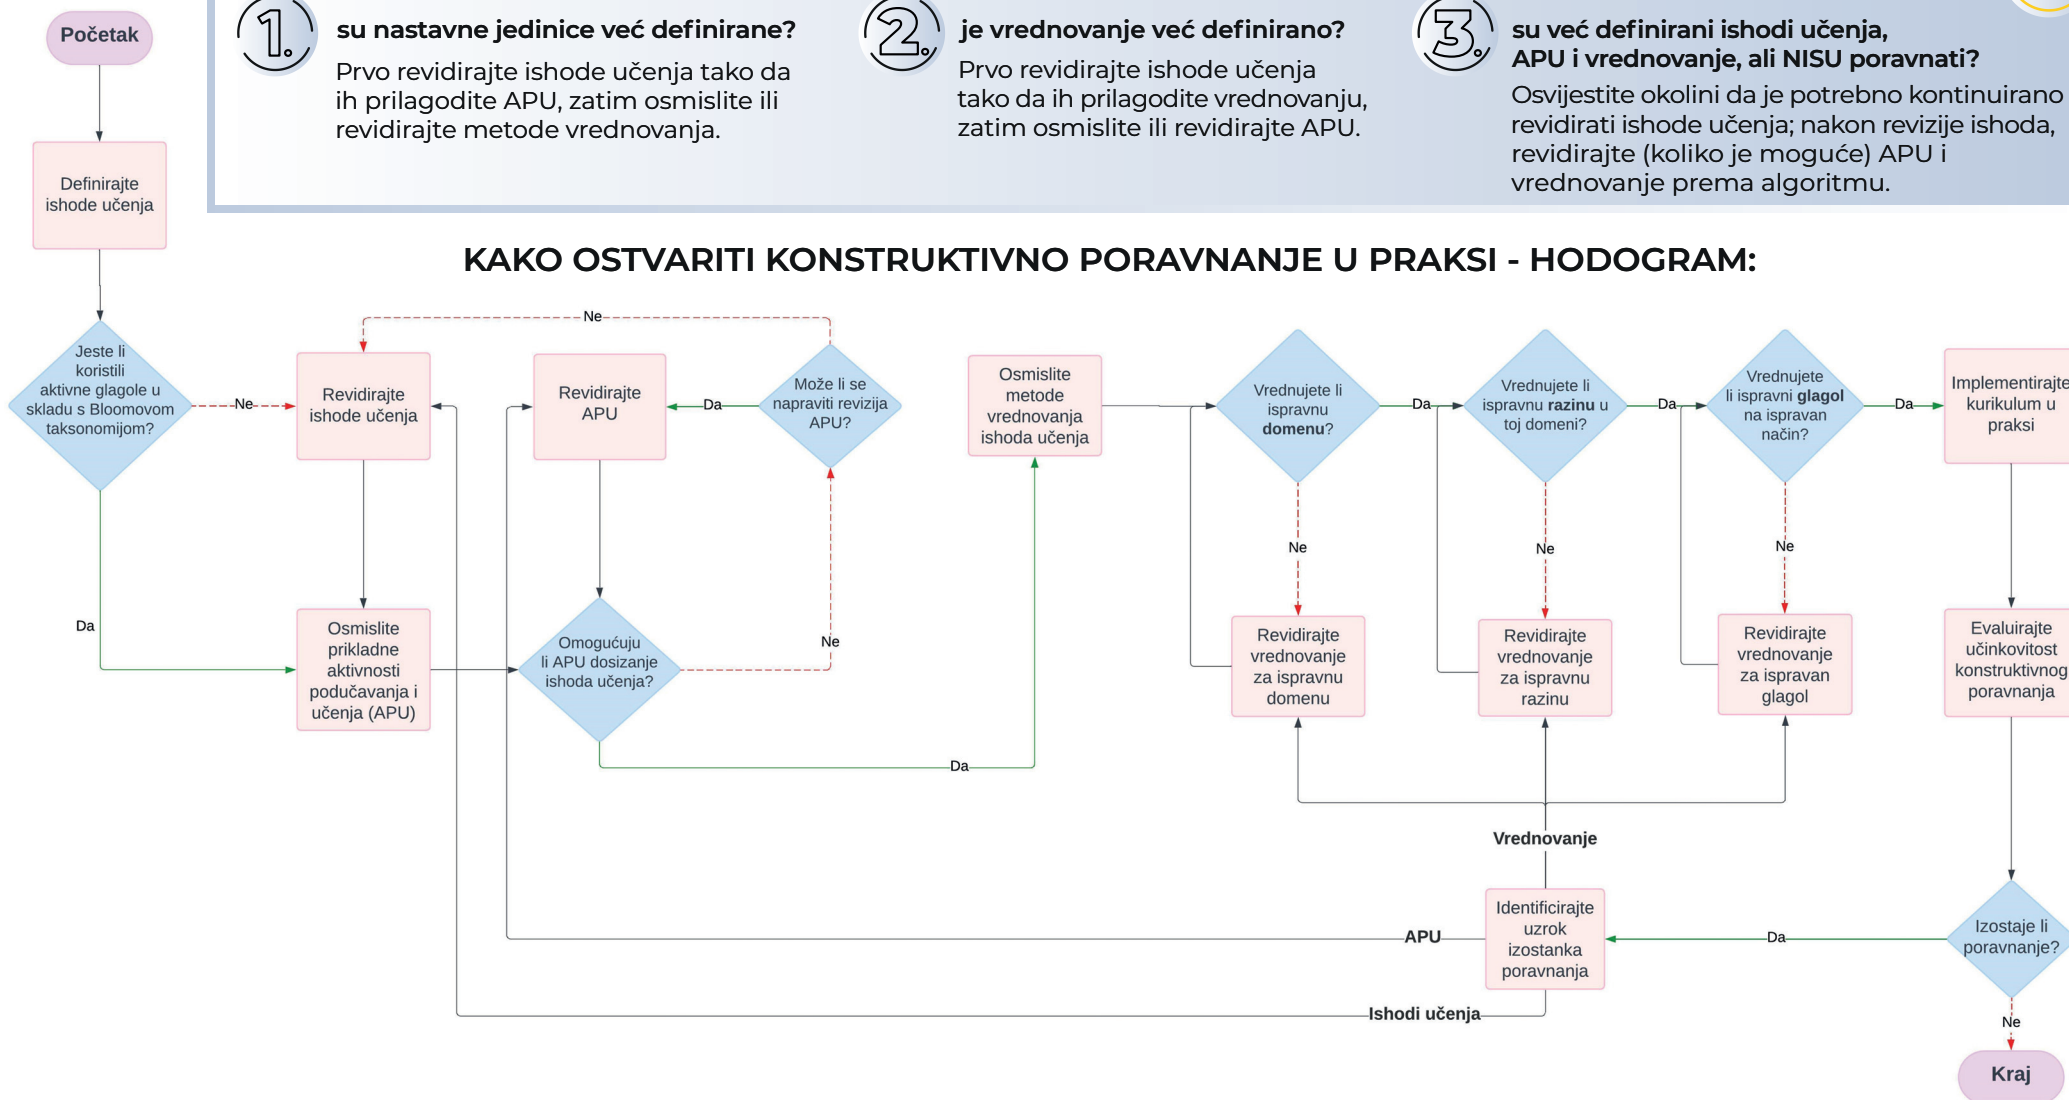 Početak
1.
su nastavne jedinice već definirane?
Prvo revidirajte ishode učenja tako da
ih prilagodite APU, zatim osmislite ili
revidirajte metode vrednovanja.
2.
je vrednovanje već definirano?
Prvo revidirajte ishode učenja
tako da ih prilagodite vrednovanju,
zatim osmislite ili revidirajte APU.
3.
su već definirani ishodi učenja,
APU i vrednovanje, ali NISU poravnati?
Osvijestite okolini da je potrebno kontinuirano
revidirati ishode učenja; nakon revizije ishoda,
revidirajte (koliko je moguće) APU i
vrednovanje prema algoritmu.
Definirajte
ishode učenja
KAKO OSTVARITI KONSTRUKTIVNO PORAVNANJE U PRAKSI - HODOGRAM:
Jeste li
koristili
aktivne glagole u
skladu s Bloomovom
taksonomijom?
Ne
Da
Revidirajte
ishode učenja
Ne
Revidirajte
APU
Da
Može li se
napraviti revizija
APU?
Osmislite
prikladne
aktivnosti
podučavanja i
učenja (APU)
Omogućuju
li APU dosizanje
ishoda učenja?
Ne
Da
Osmislite
metode
vrednovanja
ishoda učenja
Vrednujete li
ispravnu
domenu?
Da
Vrednujete li
ispravnu razinu u
toj domeni?
Da
Vrednujete
li ispravni glagol
na ispravan
način?
Da
Implementirajte
kurikulum u
praksi
Ne
Ne
Ne
Revidirajte
vrednovanje
za ispravnu
domenu
Revidirajte
vrednovanje
za ispravnu
razinu
Revidirajte
vrednovanje
za ispravan
glagol
Evaluirajte
učinkovitost
konstruktivnog
poravnanja
Vrednovanje
Identificirajte
uzrok
izostanka
poravnanja
APU
Ishodi učenja
Da
Izostaje li
poravnanje?
Ne
Kraj